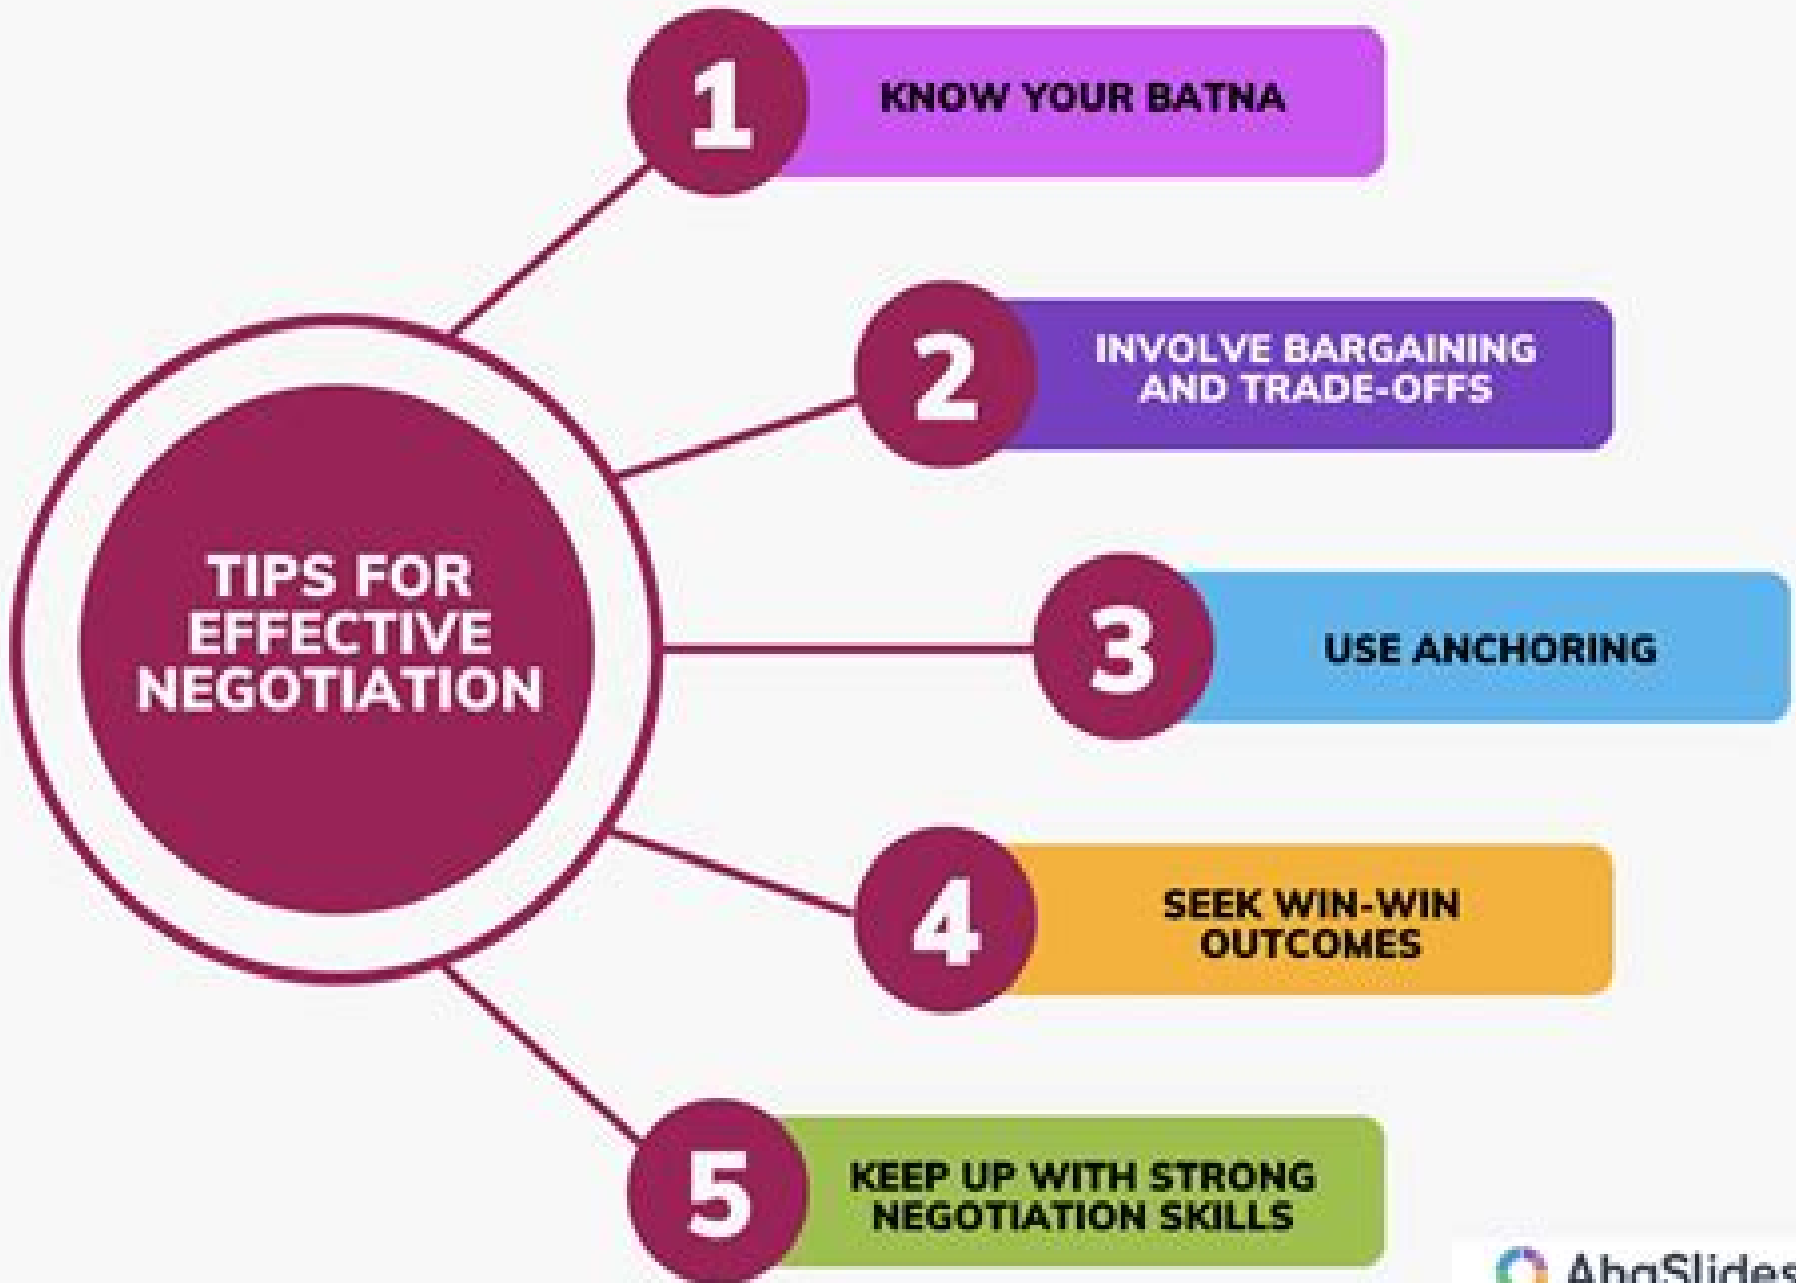 TIPS FOR
EFFECTIVE
NEGOTIATION
1
KNOW YOUR BATNA
2
INVOLVE BARGAINING
AND TRADE-OFFS
3
USE ANCHORING
4
SEEK WIN-WIN
OUTCOMES
5
KEEP UP WITH STRONG
NEGOTIATION SKILLS
AhaSlides